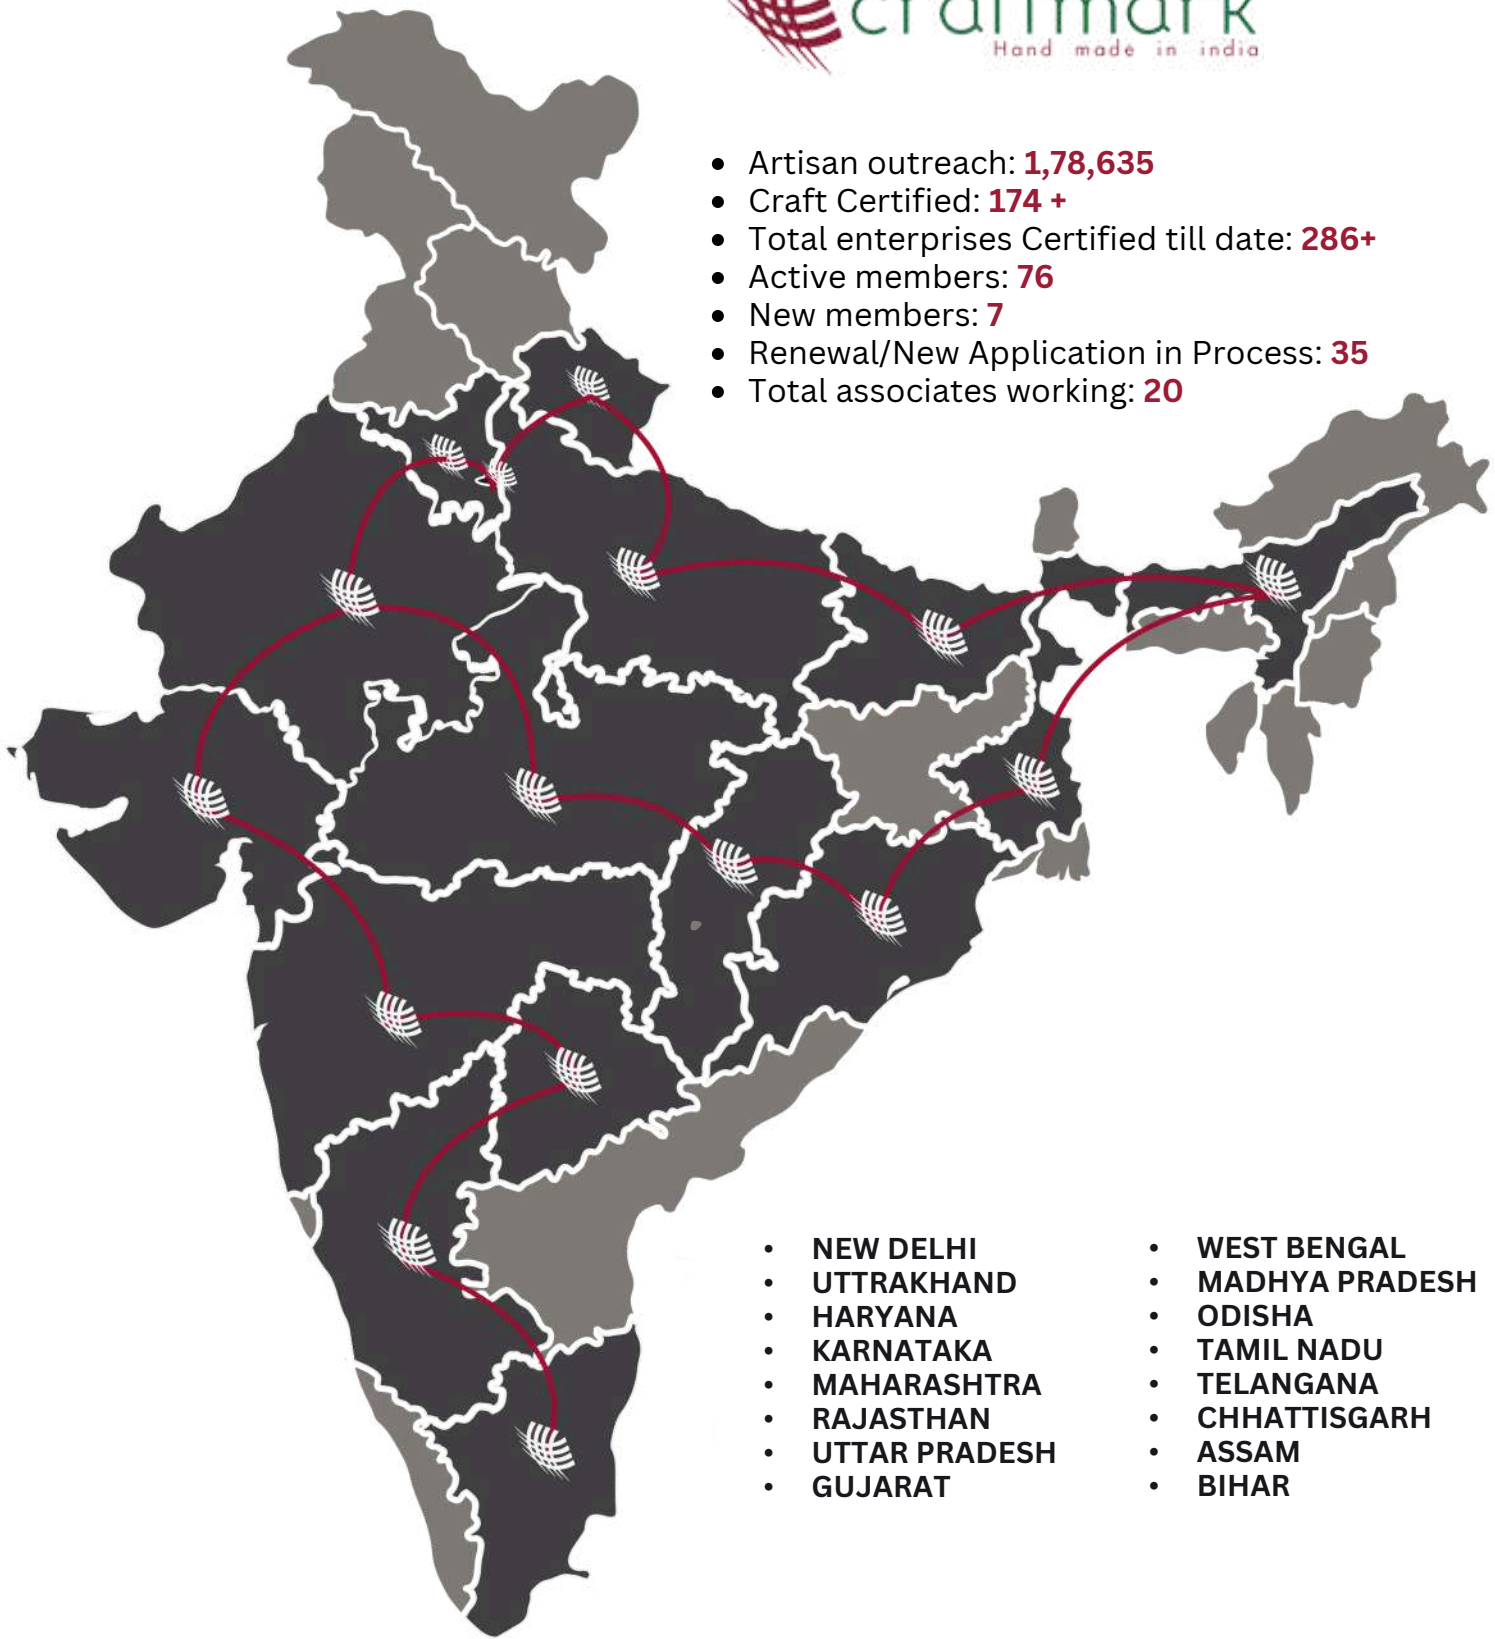 craftmark
Hand made in india
• Artisan outreach: 1,78,635
• Craft Certified: 174 +
• Total enterprises Certified till date: 286+
• Active members: 76
• New members: 7
• Renewal/New Application in Process: 35
• Total associates working: 20
• NEW DELHI
• UTTRAKHAND
• HARYANA
• KARNATAKA
• MAHARASHTRA
• RAJASTHAN
• UTTAR PRADESH
• GUJARAT
• WEST BENGAL
• MADHYA PRADESH
• ODISHA
• TAMIL NADU
• TELANGANA
• CHHATTISGARH
• ASSAM
• BIHAR